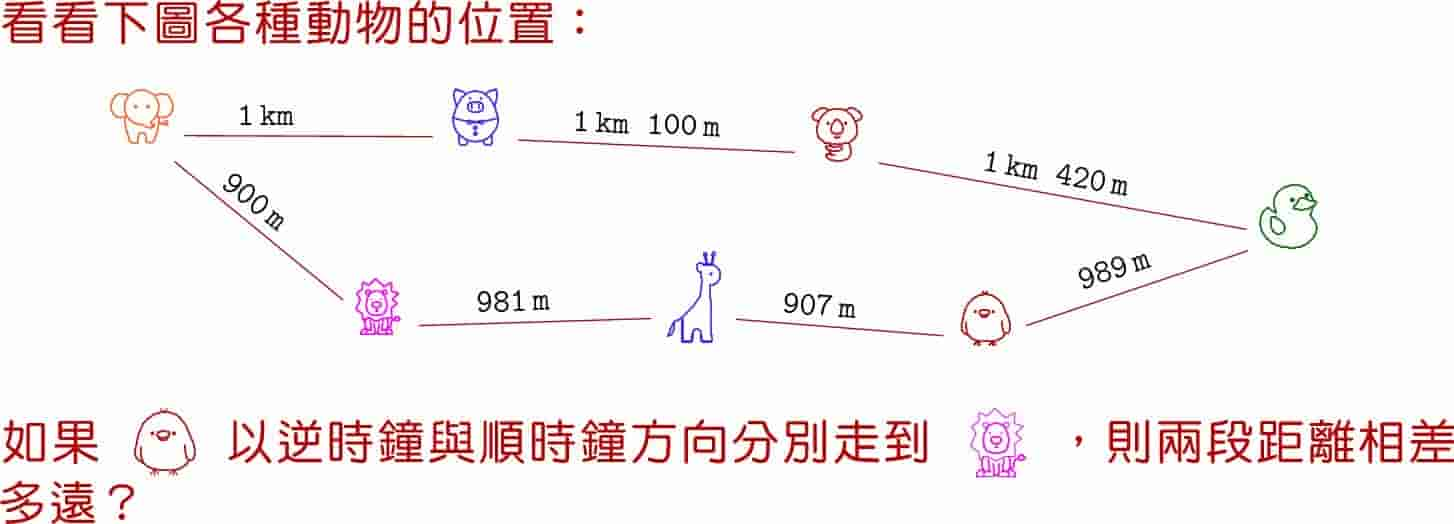 看看下圖各種動物的位置：
1 km
1 km 100 m
1 km 420 m
900 m
989 m
981 m
907 m
如果 以逆時鐘與順時鐘方向分別走到 ，則兩段距離相差
多遠？